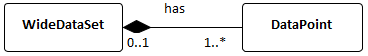 has
WideDataSet DataPoint
0..1 1..*